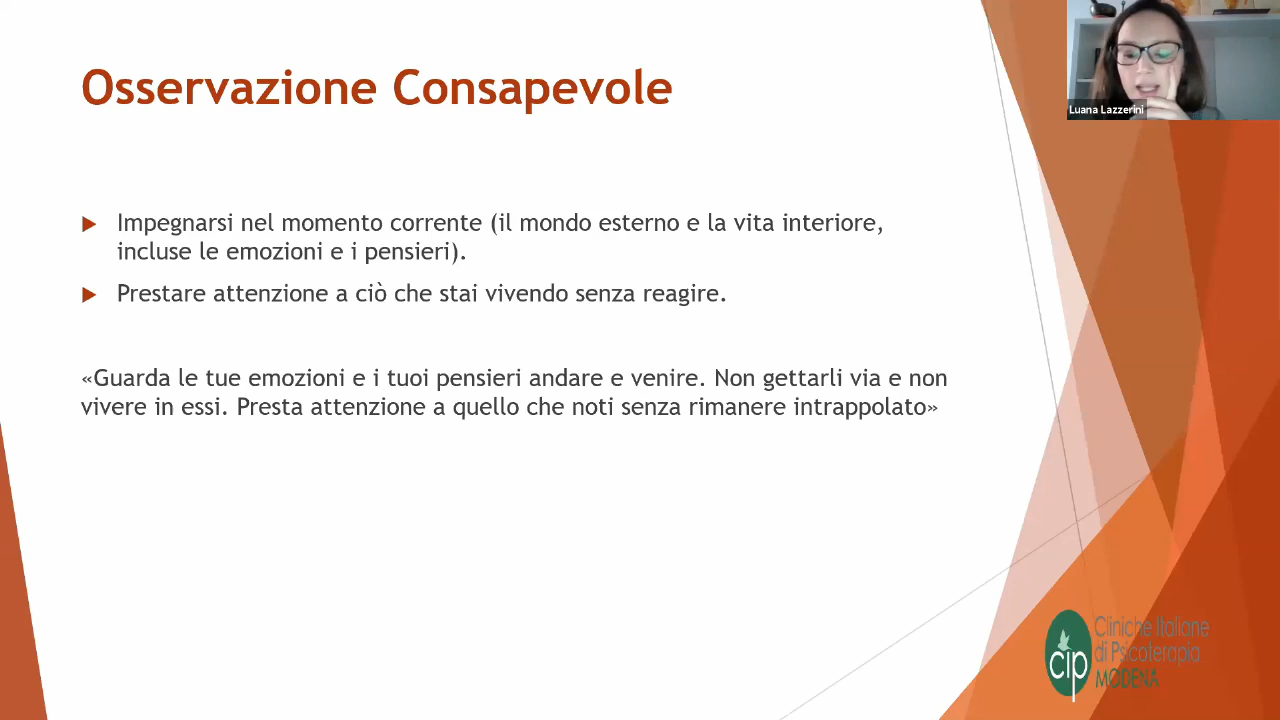 Osservazione Consapevole
Luana Lazzerini
Impegnarsi nel momento corrente (il mondo esterno e la vita interiore,
incluse le emozioni e i pensieri).
Prestare attenzione a ciò che stai vivendo senza reagire.
«Guarda le tue emozioni e i tuoi pensieri andare e venire. Non gettarli via e non
vivere in essi. Presta attenzione a quello che noti senza rimanere intrappolato»
cip
Cliniche Italiane
di Psicoterapia
MODENA